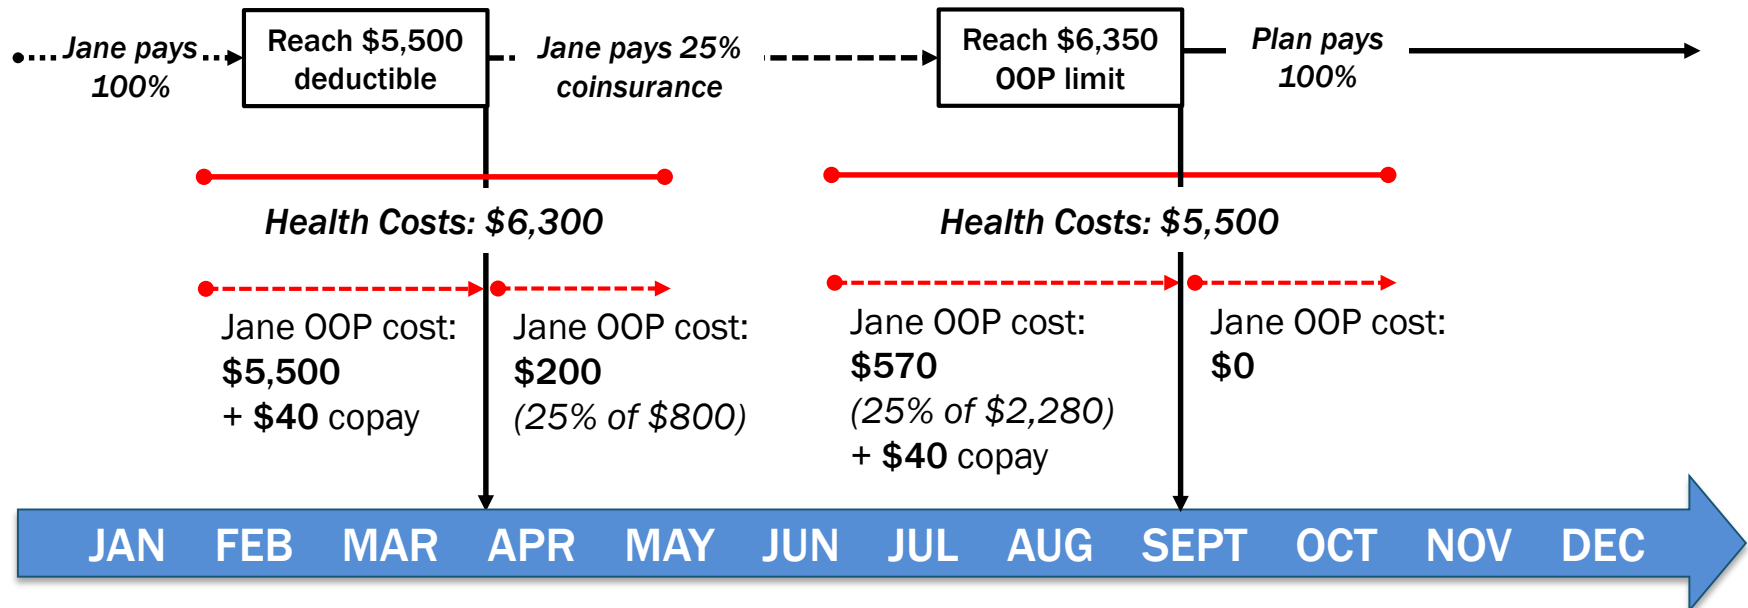 Jane pays
100%
Reach $5,500
deductible
Jane pays 25%
coinsurance
Reach $6,350
OOP limit
Plan pays
100%
Health Costs: $6,300
Health Costs: $5,500
Jane OOP cost:
$5,500
+ $40 copay
Jane OOP cost:
$200
(25% of $800)
Jane OOP cost:
$570
(25% of $2,280)
+ $40 copay
Jane OOP cost:
$0
JAN FEB MAR APR MAY JUN JUL AUG SEPT OCT NOV DEC